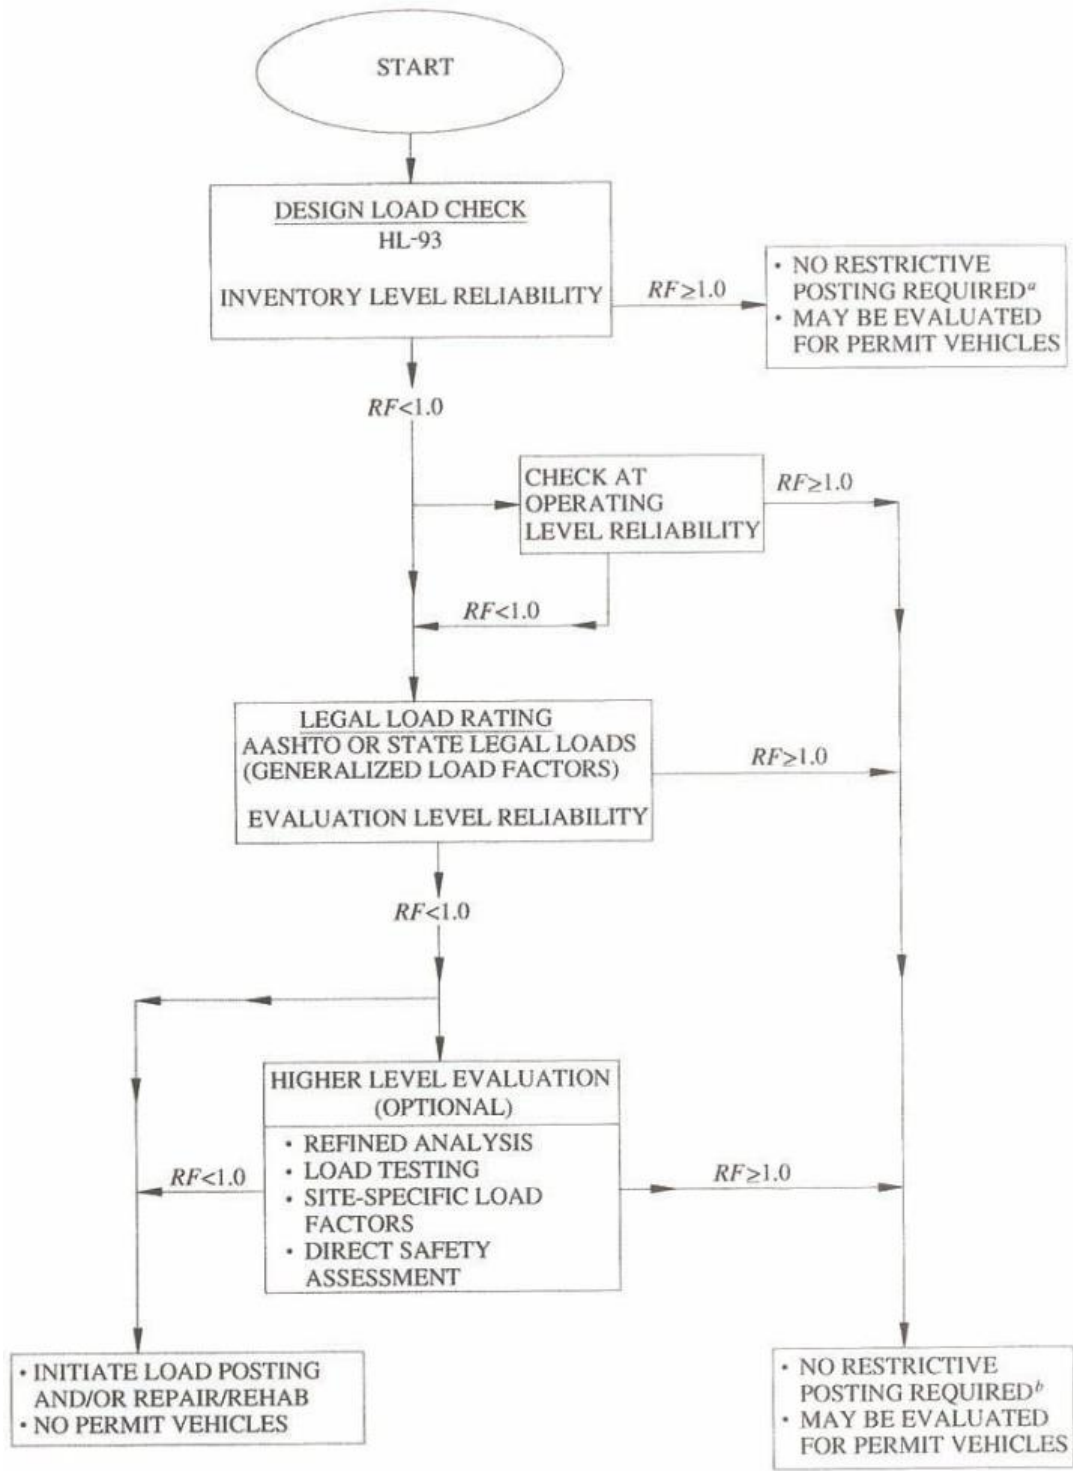 START
DESIGN LOAD CHECK
HL-93
INVENTORY LEVEL RELIABILITY
RF≥1.0
• NO RESTRICTIVE
POSTING REQUIREDᵃ
• MAY BE EVALUATED
FOR PERMIT VEHICLES
RF<1.0
CHECK AT
OPERATING
LEVEL RELIABILITY
RF≥1.0
RF<1.0
LEGAL LOAD RATING
AASHTO OR STATE LEGAL LOADS
(GENERALIZED LOAD FACTORS)
EVALUATION LEVEL RELIABILITY
RF≥1.0
RF<1.0
HIGHER LEVEL EVALUATION
(OPTIONAL)
• REFINED ANALYSIS
• LOAD TESTING
• SITE-SPECIFIC LOAD
FACTORS
• DIRECT SAFETY
ASSESSMENT
RF<1.0
RF≥1.0
• INITIATE LOAD POSTING
AND/OR REPAIR/REHAB
• NO PERMIT VEHICLES
• NO RESTRICTIVE
POSTING REQUIREDᵇ
• MAY BE EVALUATED
FOR PERMIT VEHICLES